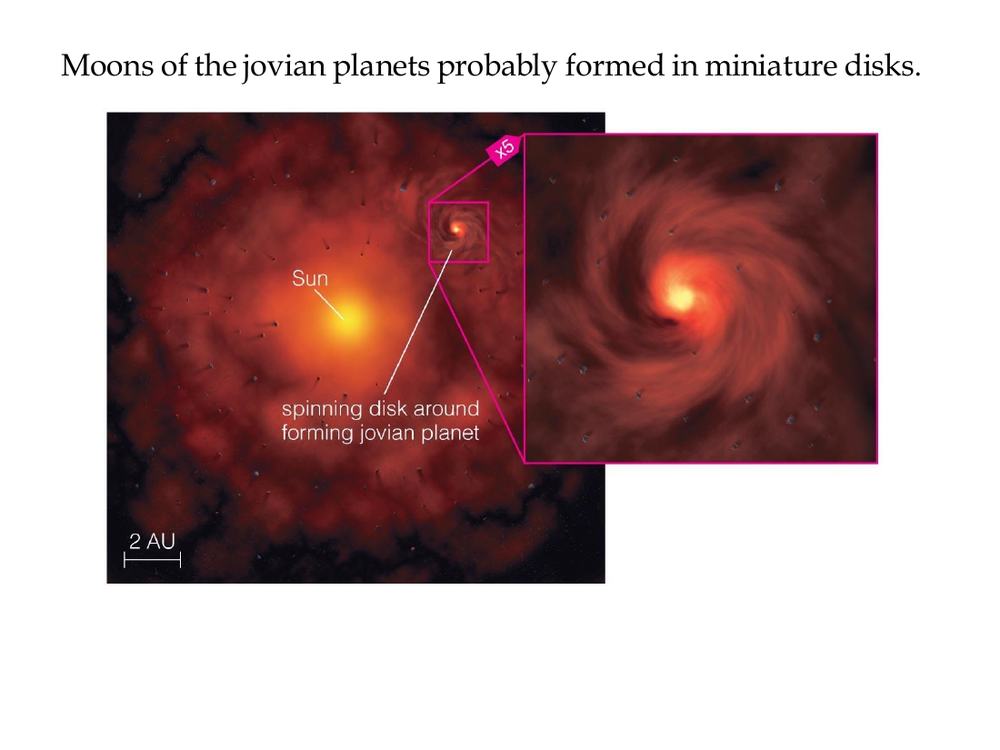 Moons of the jovian planets probably formed in miniature disks.
x5
Sun
spinning disk around
forming jovian planet
2 AU